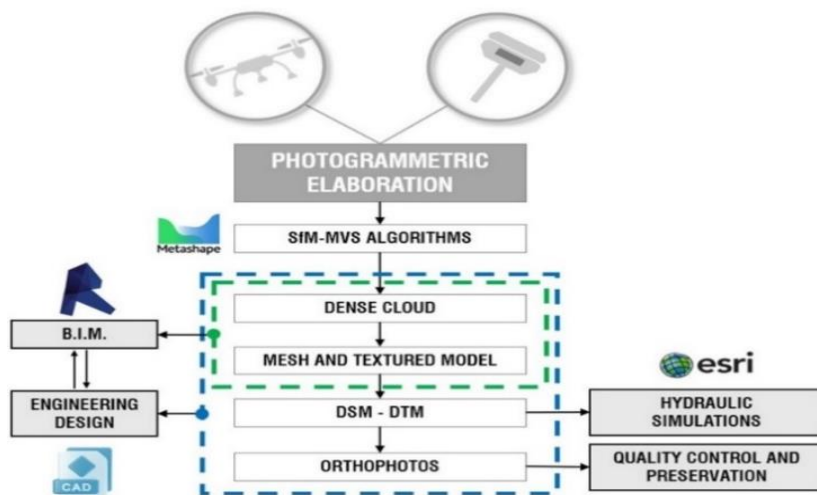 PHOTOGRAMMETRIC
ELABORATION
Metashape
SfM-MVS ALGORITHMS
DENSE CLOUD
B.I.M.
MESH AND TEXTURED MODEL
esri
ENGINEERING
DESIGN
DSM - DTM
HYDRAULIC
SIMULATIONS
CAD
ORTHOPHOTOS
QUALITY CONTROL AND
PRESERVATION